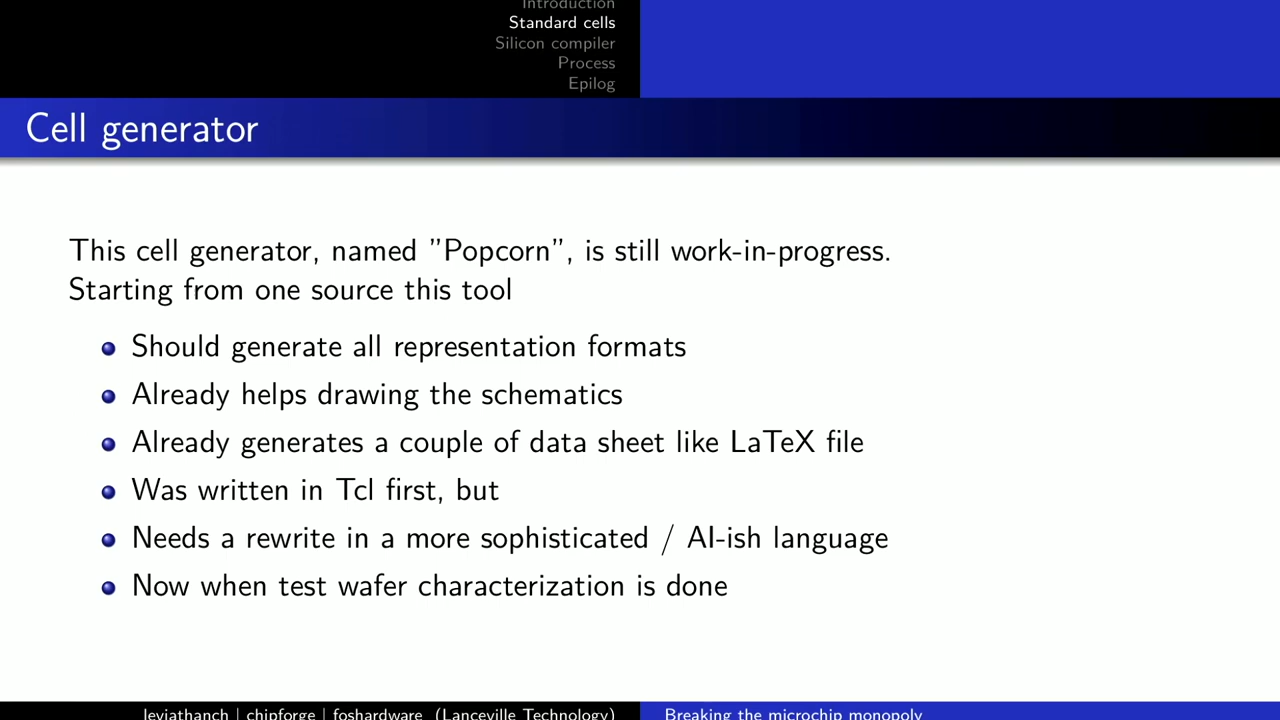 Introduction
Standard cells
Silicon compiler
Process
Epilog
Cell generator
This cell generator, named ”Popcorn”, is still work-in-progress.
Starting from one source this tool
Should generate all representation formats
Already helps drawing the schematics
Already generates a couple of data sheet like LaTeX file
Was written in Tcl first, but
Needs a rewrite in a more sophisticated / AI-ish language
Now when test wafer characterization is done
leviathanch | chipforge | foshardware (Lanceville Technology)
Breaking the microchip monopoly